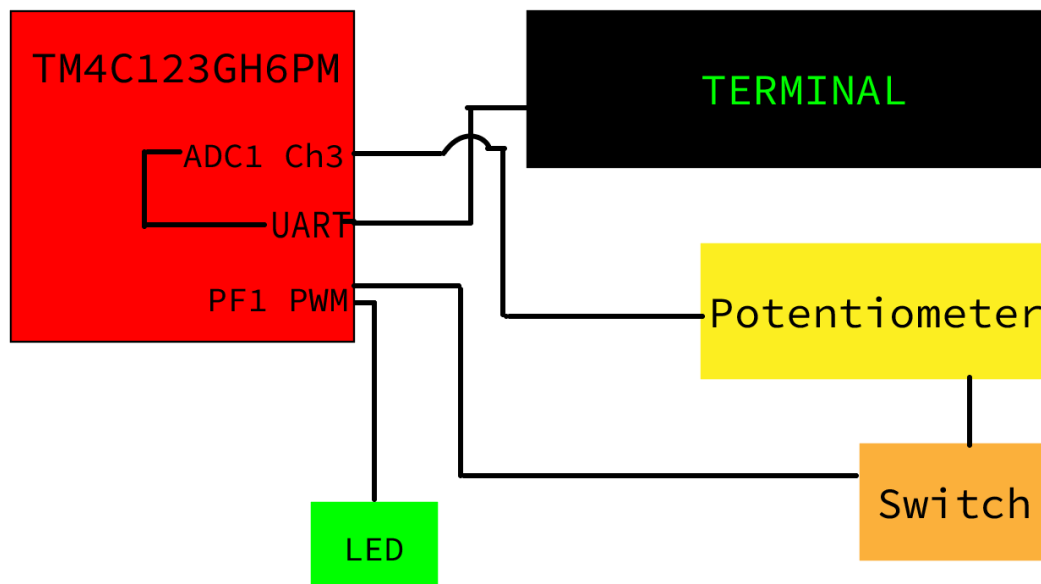 TM4C123GH6PM
TERMINAL
ADC1 Ch3
UART
PF1 PWM
Potentiometer
Switch
LED